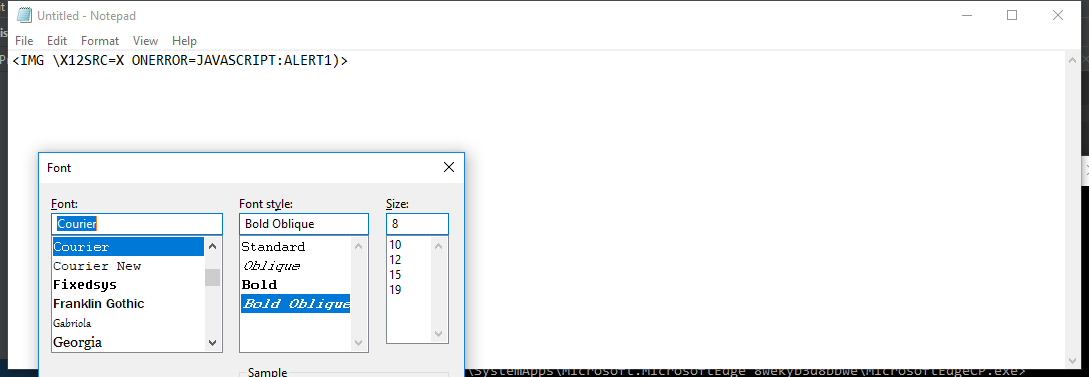 Untitled - Notepad
File Edit Format View Help
<IMG \X12SRC=X ONERROR=JAVASCRIPT:ALERT1)>
Font
Font: Font style: Size:
Courier Bold Oblique 8
Courier Standard 10
Courier New Oblique 12
Fixedsys Bold 15
Franklin Gothic Bold Oblique 19
Gabriola
Georgia
Sample
\SystemApps\Microsoft.MicrosoftEdge_8wekyb3d8bbwe\MicrosoftEdgeCP.exe>